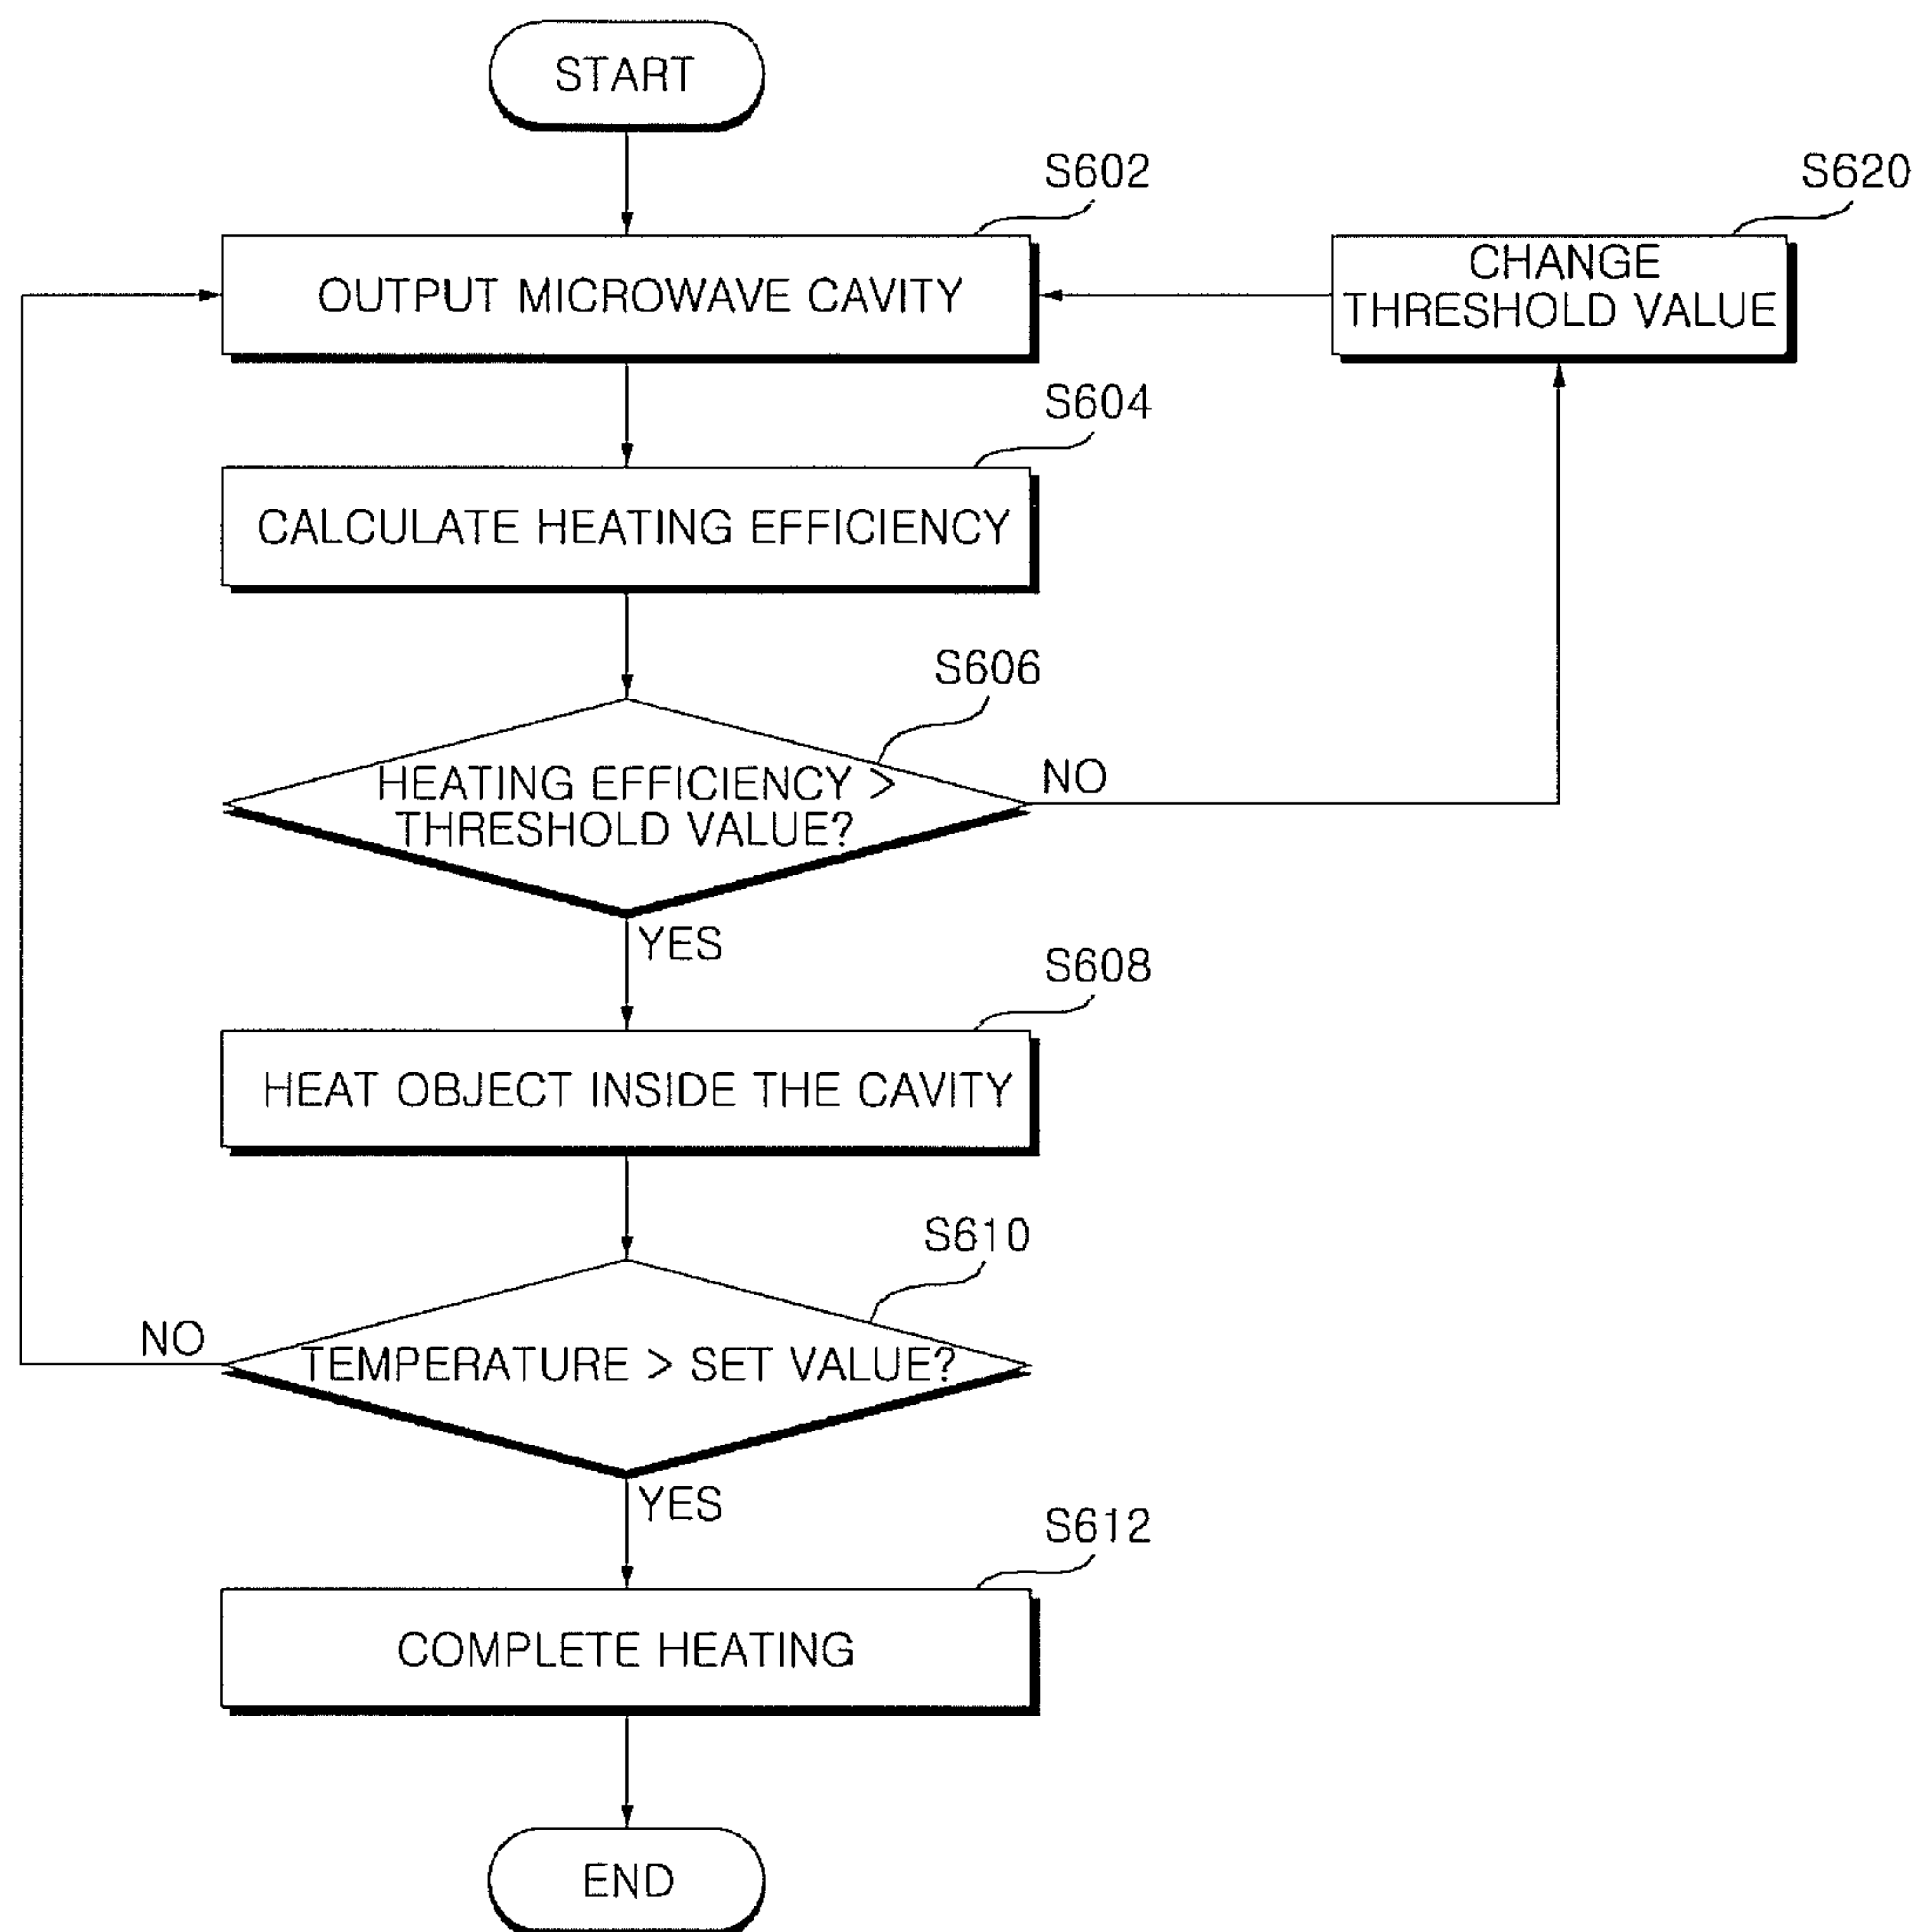 START
S602
OUTPUT MICROWAVE CAVITY
S620
CHANGE
THRESHOLD VALUE
S604
CALCULATE HEATING EFFICIENCY
S606
HEATING EFFICIENCY >
THRESHOLD VALUE?
NO
YES
S608
HEAT OBJECT INSIDE THE CAVITY
S610
TEMPERATURE > SET VALUE?
NO
YES
S612
COMPLETE HEATING
END